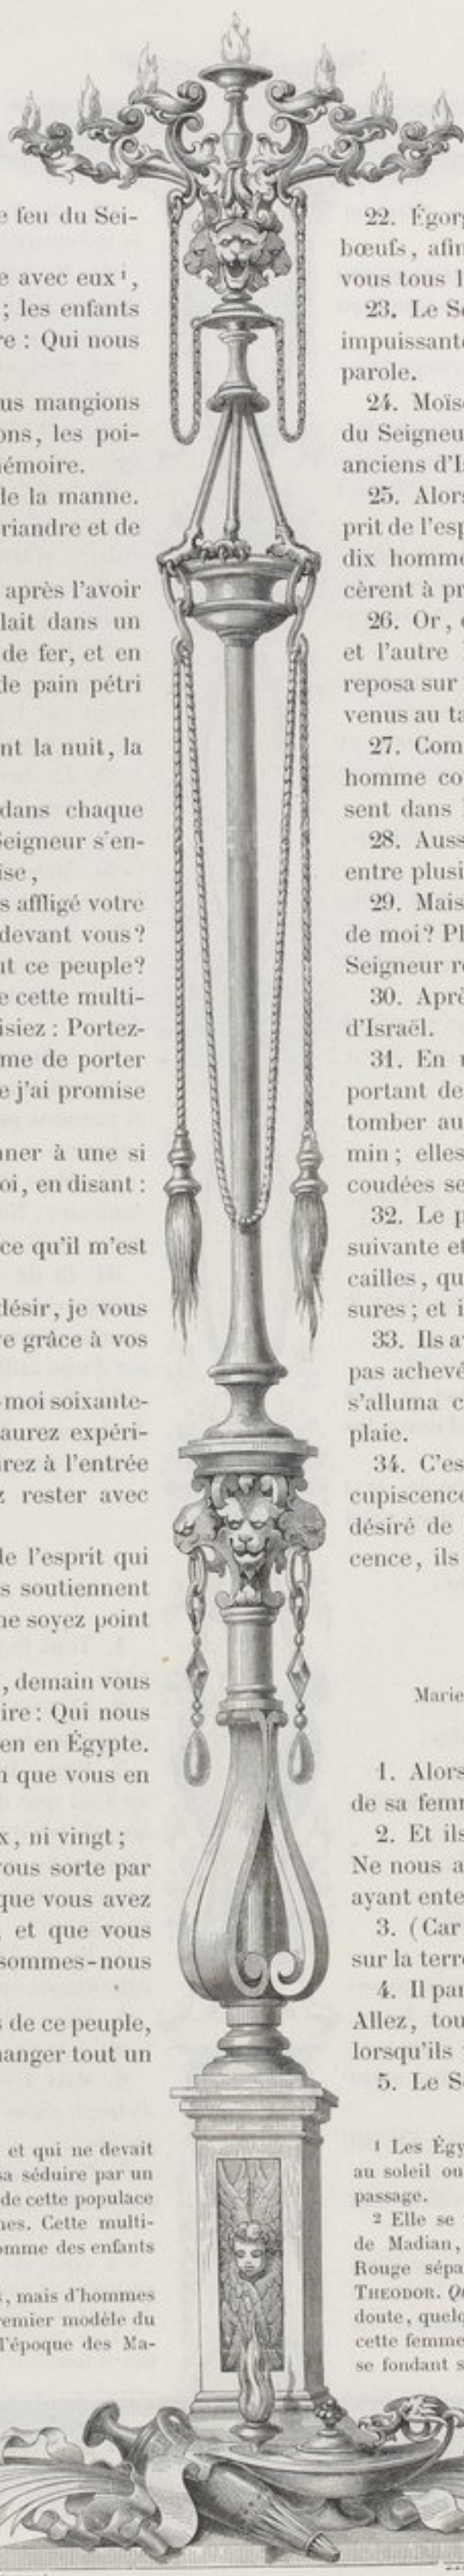 e feu du Sei-
e avec eux¹,
; les enfants
re : Qui nous
us mangions
ons, les poi-
émoire.
de la manne.
riandre et de
après l'avoir
lait dans un
de fer, et en
de pain pétri
nt la nuit, la
dans chaque
Seigneur s'en-
ise,
s affligé votre
devant vous?
nt ce peuple?
e cette multi-
isiez : Portez-
me de porter
e j'ai promise
nner à une si
oi, en disant :
ce qu'il m'est
désir, je vous
ve grâce à vos
-moi soixante-
aurez expéri-
rez à l'entrée
z rester avec
de l'esprit qui
s soutiennent
ne soyez point
, demain vous
ire : Qui nous
en en Égypte.
n que vous en
x, ni vingt ;
vous sorte par
que vous avez
, et que vous
sommes-nous
s de ce peuple,
anger tout un
et qui ne devait
sa séduire par un
de cette populace
nes. Cette multi-
omme des enfants
s, mais d'hommes
remier modèle du
l'époque des Ma-
22. Égorg
bœufs, afin
vous tous l
23. Le Se
impuissante
parole.
24. Moïse
du Seigneu
anciens d'I
25. Alors
prit de l'esp
dix homme
cèrent à pr
26. Or, c
et l'autre
reposa sur
venus au ta
27. Com
homme co
sent dans
28. Auss
entre plusi
29. Mais
de moi? Pl
Seigneur re
30. Aprè
d'Israël.
31. En m
portant de
tomber au
min ; elles
coudées se
32. Le p
suivante et
cailles, qu
sures ; et i
33. Ils av
pas achevé
s'alluma c
plaie.
34. C'es
cupiscence
désiré de
cence, ils
Marie
1. Alors
de sa femm
2. Et ils
Ne nous a
ayant ente
3. (Car
sur la terre
4. Il par
Allez, tou
lorsqu'ils
5. Le Se
¹ Les Égy
au soleil ou
passage.
² Elle se
de Madian,
Rouge sépa
THEODOR. Qu
doute, quelq
cette femme
se fondant s